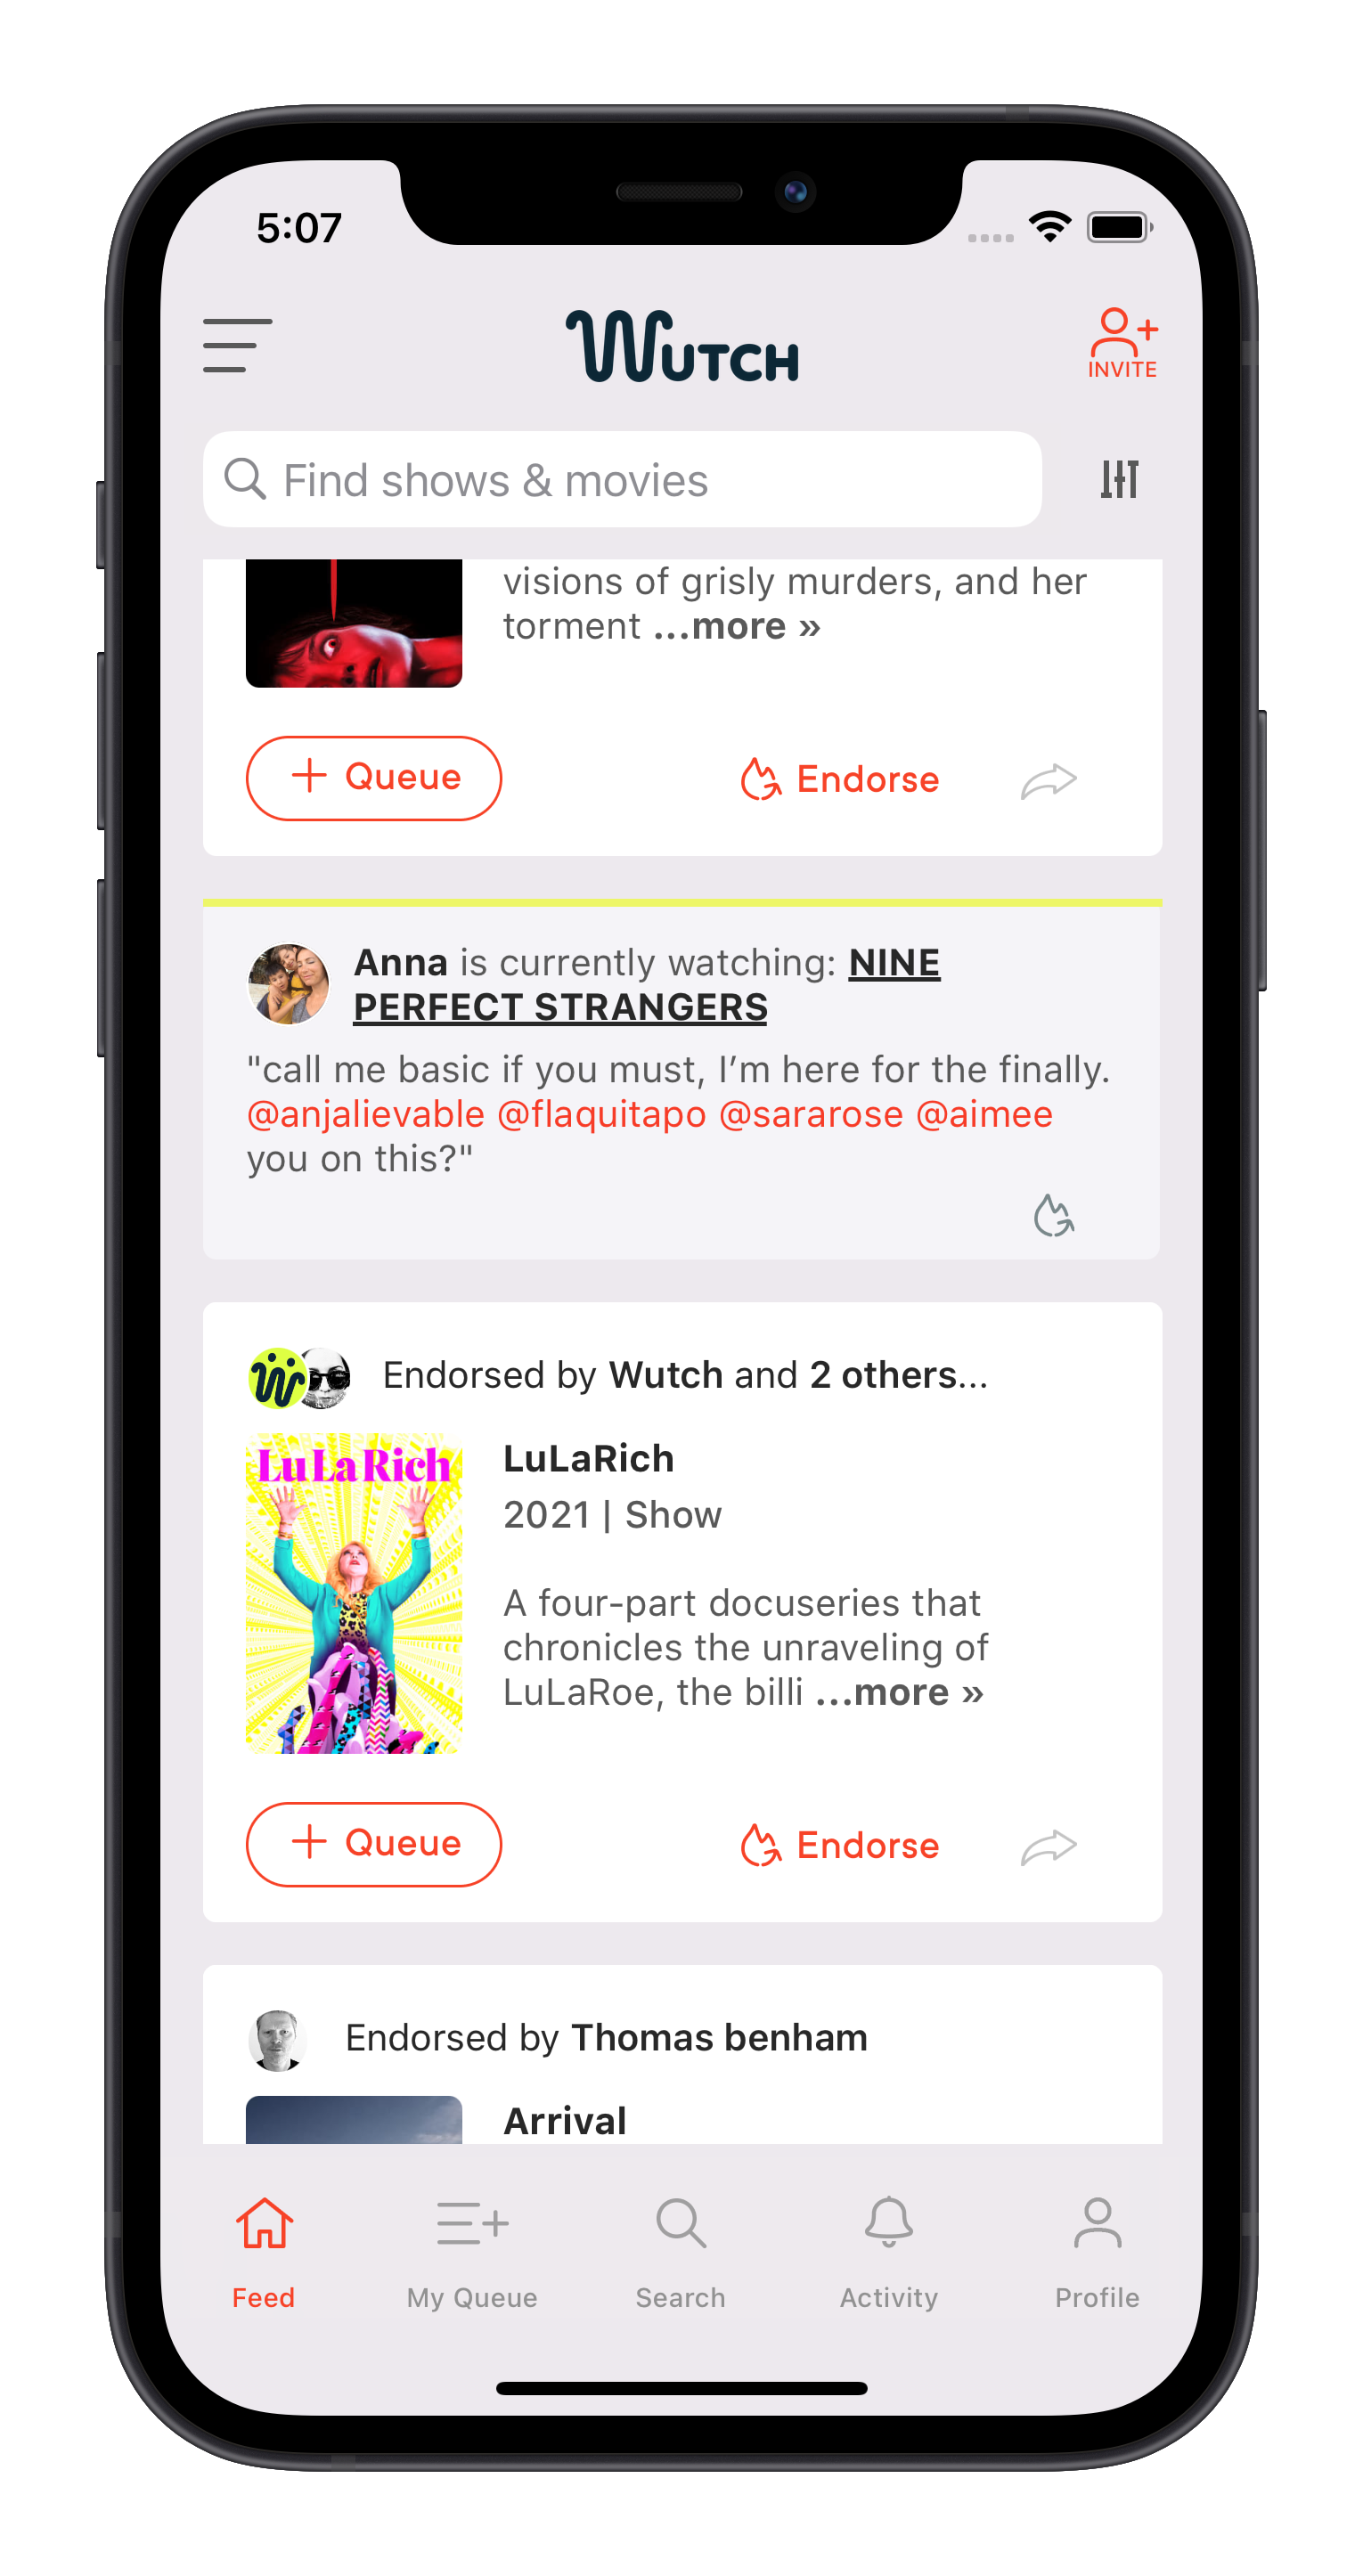 5:07
WUTCH
INVITE
Find shows & movies
visions of grisly murders, and her
torment ...more »
+ Queue
Endorse
Anna is currently watching: NINE
PERFECT STRANGERS
"call me basic if you must, I’m here for the finally.
@anjalievable @flaquitapo @sararose @aimee
you on this?"
Endorsed by Wutch and 2 others...
LuLaRich
LuLaRich
2021 | Show
A four-part docuseries that
chronicles the unraveling of
LuLaRoe, the billi ...more »
+ Queue
Endorse
Endorsed by Thomas benham
Arrival
Feed
My Queue
Search
Activity
Profile